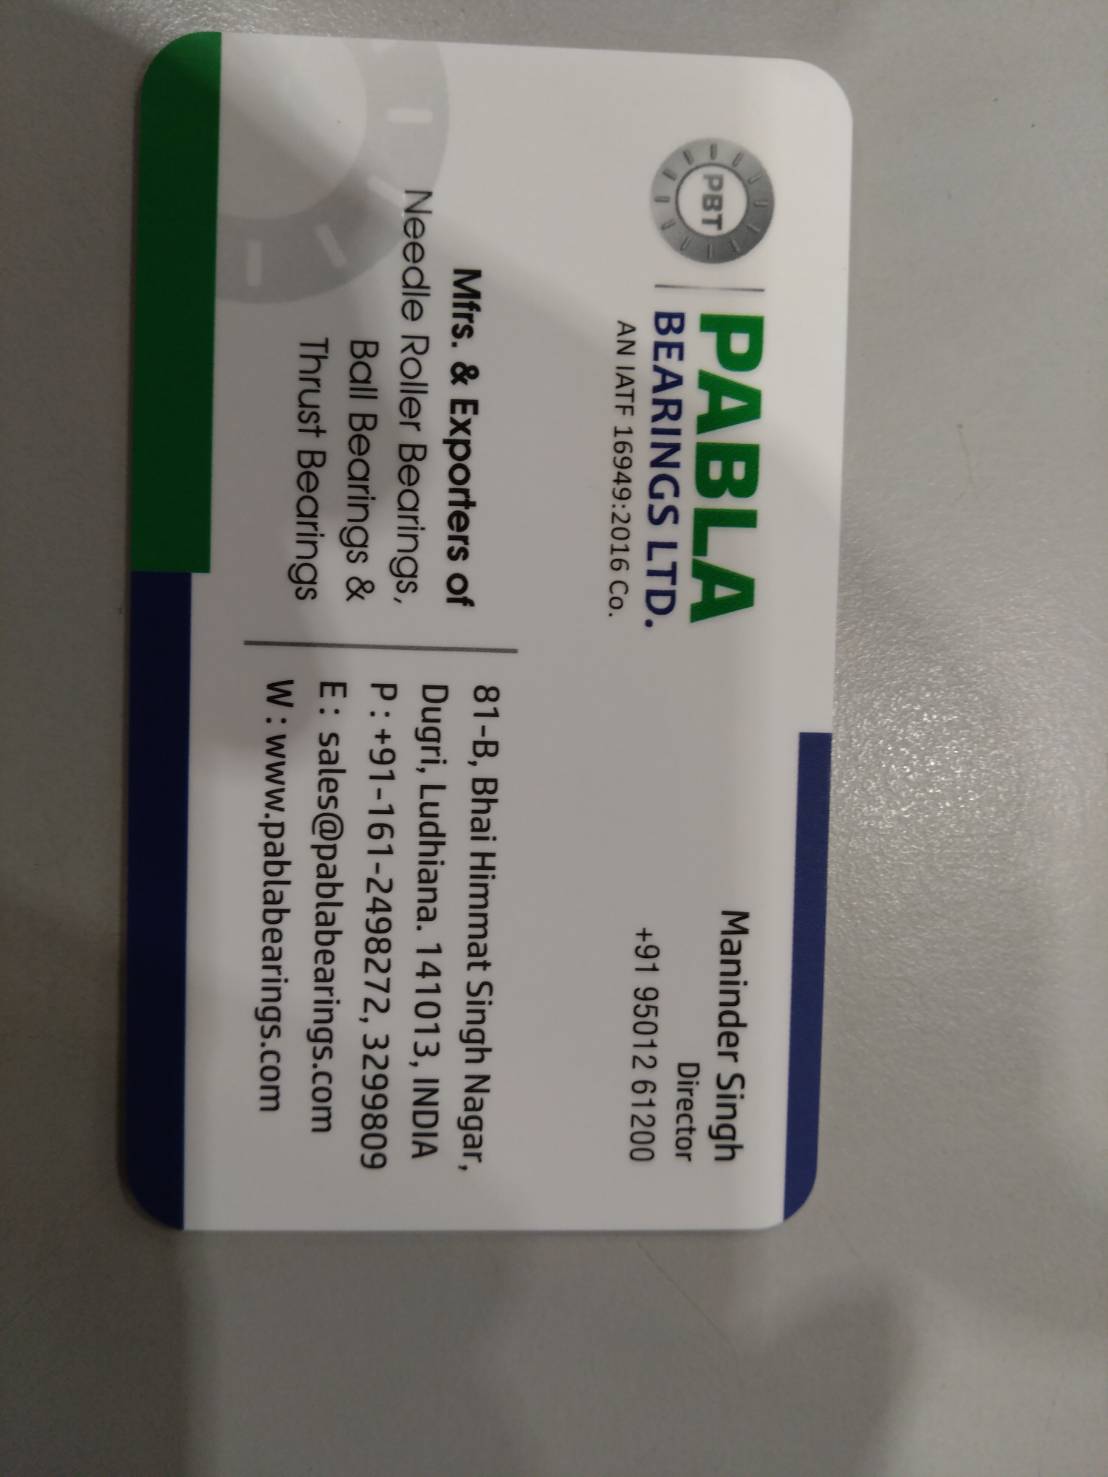 PBT
PABLA
BEARINGS LTD.
AN IATF 16949:2016 Co.
Maninder Singh
Director
+91 95012 61200
Mfrs. & Exporters of
Needle Roller Bearings,
Ball Bearings &
Thrust Bearings
81-B, Bhai Himmat Singh Nagar,
Dugri, Ludhiana. 141013, INDIA
P : +91-161-2498272, 3299809
E : sales@pablabearings.com
W : www.pablabearings.com